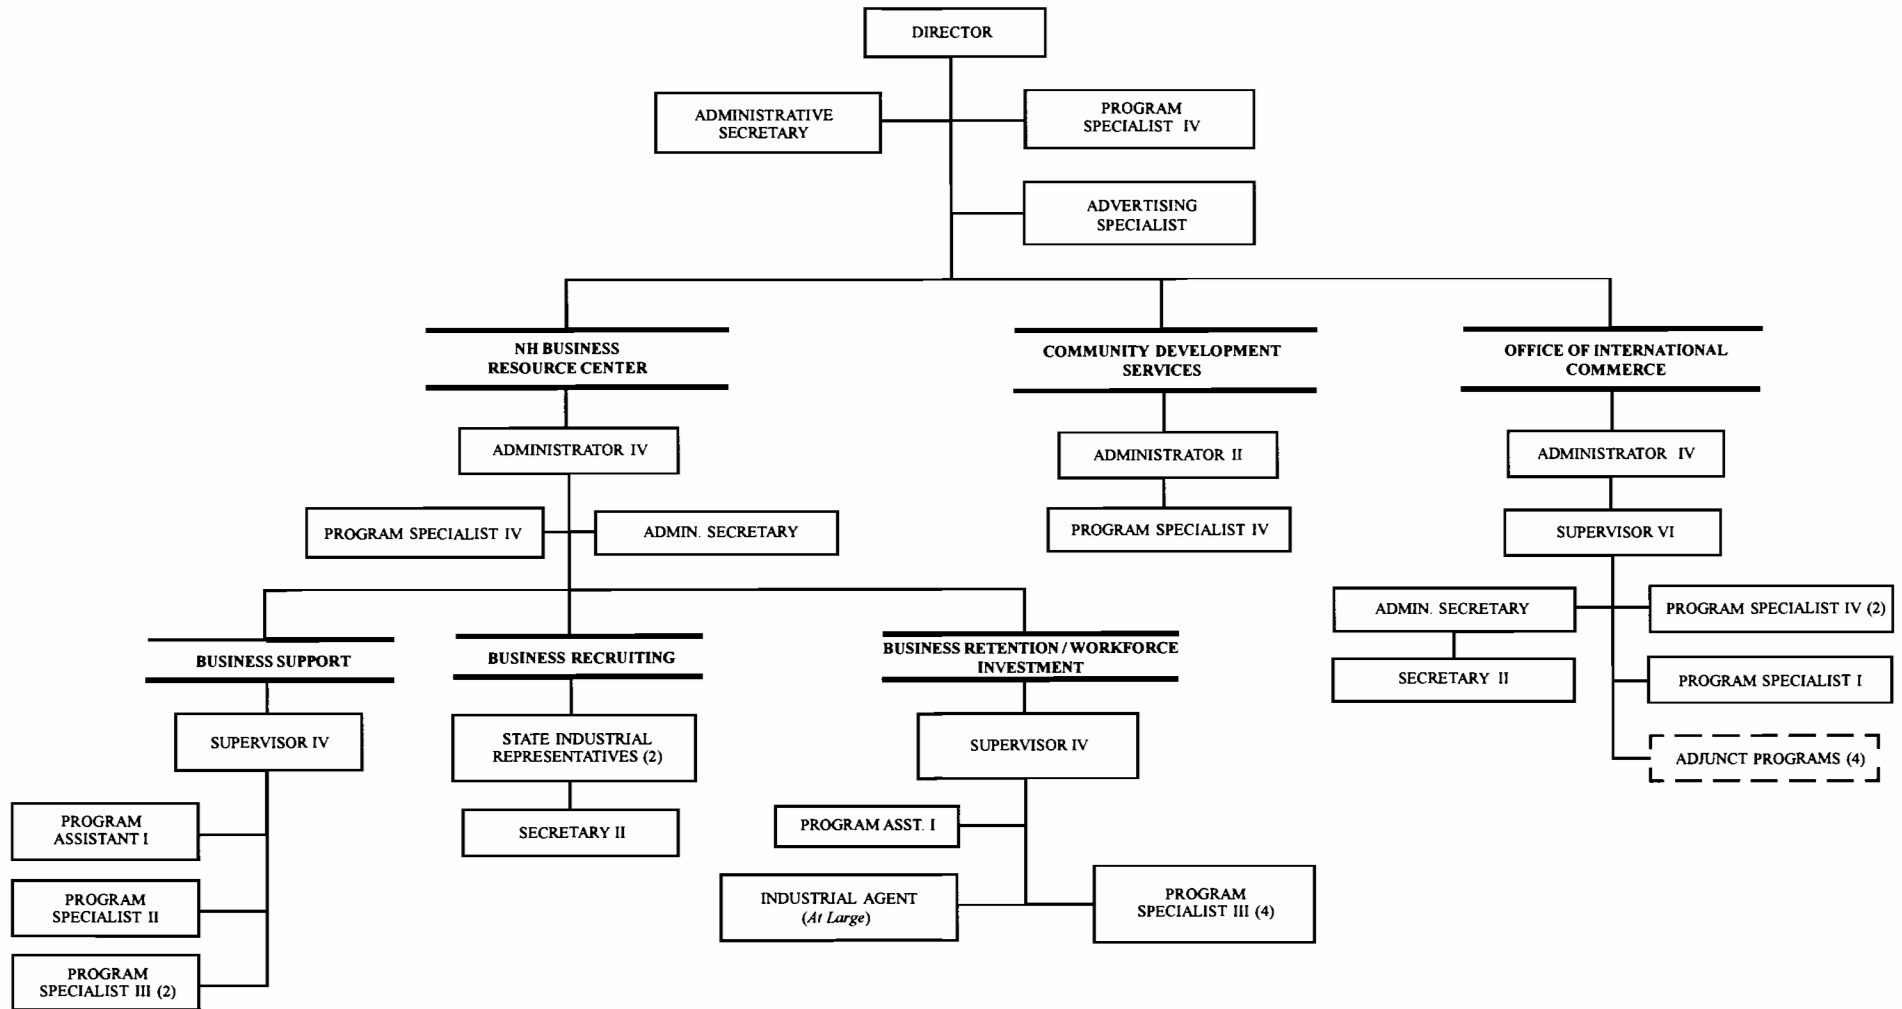 DIRECTOR
ADMINISTRATIVE
SECRETARY
PROGRAM
SPECIALIST IV
ADVERTISING
SPECIALIST
NH BUSINESS
RESOURCE CENTER
COMMUNITY DEVELOPMENT
SERVICES
OFFICE OF INTERNATIONAL
COMMERCE
ADMINISTRATOR IV
ADMINISTRATOR II
ADMINISTRATOR IV
PROGRAM SPECIALIST IV
ADMIN. SECRETARY
PROGRAM SPECIALIST IV
SUPERVISOR VI
ADMIN. SECRETARY
PROGRAM SPECIALIST IV (2)
SECRETARY II
PROGRAM SPECIALIST I
ADJUNCT PROGRAMS (4)
BUSINESS SUPPORT
BUSINESS RECRUITING
BUSINESS RETENTION / WORKFORCE
INVESTMENT
SUPERVISOR IV
STATE INDUSTRIAL
REPRESENTATIVES (2)
SUPERVISOR IV
PROGRAM
ASSISTANT I
SECRETARY II
PROGRAM ASST. I
PROGRAM
SPECIALIST II
INDUSTRIAL AGENT
(At Large)
PROGRAM
SPECIALIST III (4)
PROGRAM
SPECIALIST III (2)